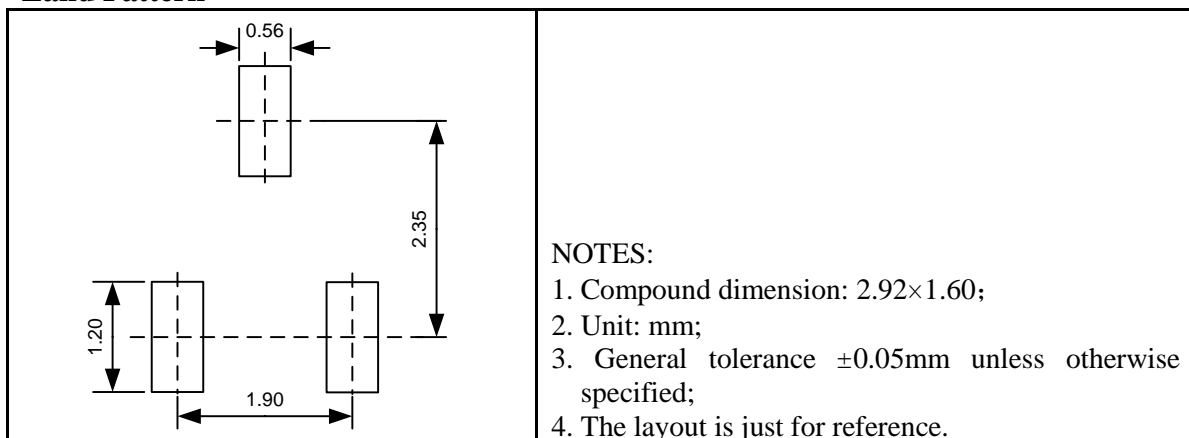 Land Pattern
0.56
2.35
1.20
1.90
NOTES:
1. Compound dimension: 2.92×1.60；
2. Unit: mm;
3. General tolerance ±0.05mm unless otherwise
specified;
4. The layout is just for reference.